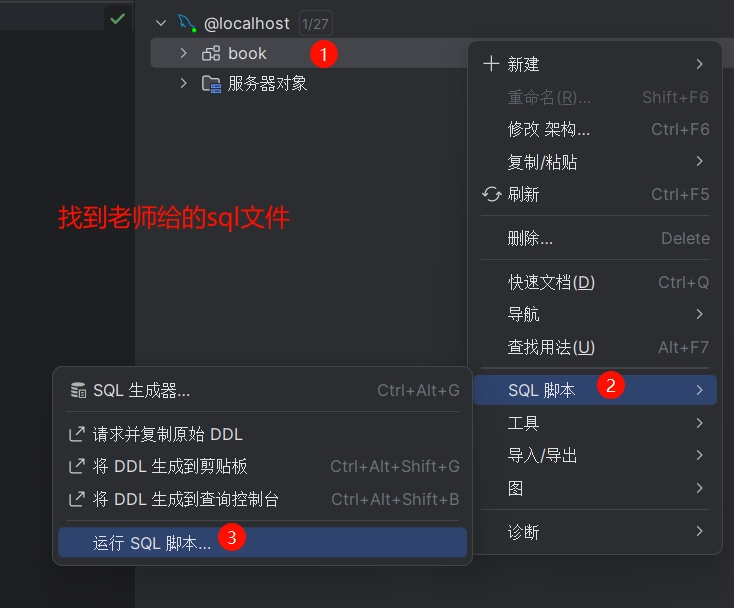 @localhost 1/27
book 1
服务器对象
新建
重命名(R)... Shift+F6
修改 架构... Ctrl+F6
复制/粘贴
刷新 Ctrl+F5
找到老师给的sql文件
删除... Delete
快速文档(D) Ctrl+Q
导航
查找用法(U) Alt+F7
SQL 脚本 2
工具
导入/导出
图
诊断
SQL 生成器... Ctrl+Alt+G
请求并复制原始 DDL
将 DDL 生成到剪贴板 Ctrl+Alt+Shift+G
将 DDL 生成到查询控制台 Ctrl+Alt+Shift+B
运行 SQL 脚本... 3